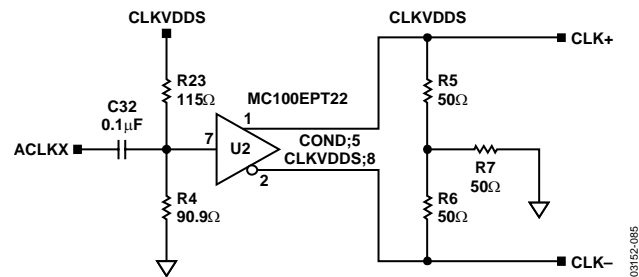 CLKVDDS
CLKVDDS
CLK+
R23
115Ω
MC100EPT22
R5
50Ω
C32
0.1μF
1
ACLKX
7
U2
COND;5
CLKVDDS;8
R7
50Ω
2
R4
90.9Ω
R6
50Ω
CLK–
03152-085